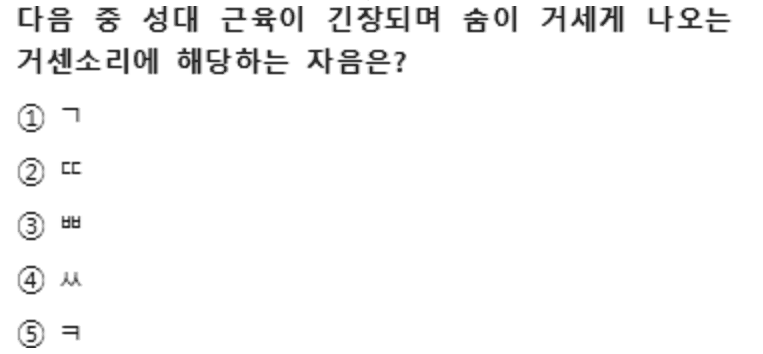 다음 중 성대 근육이 긴장되며 숨이 거세게 나오는
거센소리에 해당하는 자음은?
① ㄱ
② ㄸ
③ ㅃ
④ ㅆ
⑤ ㅋ